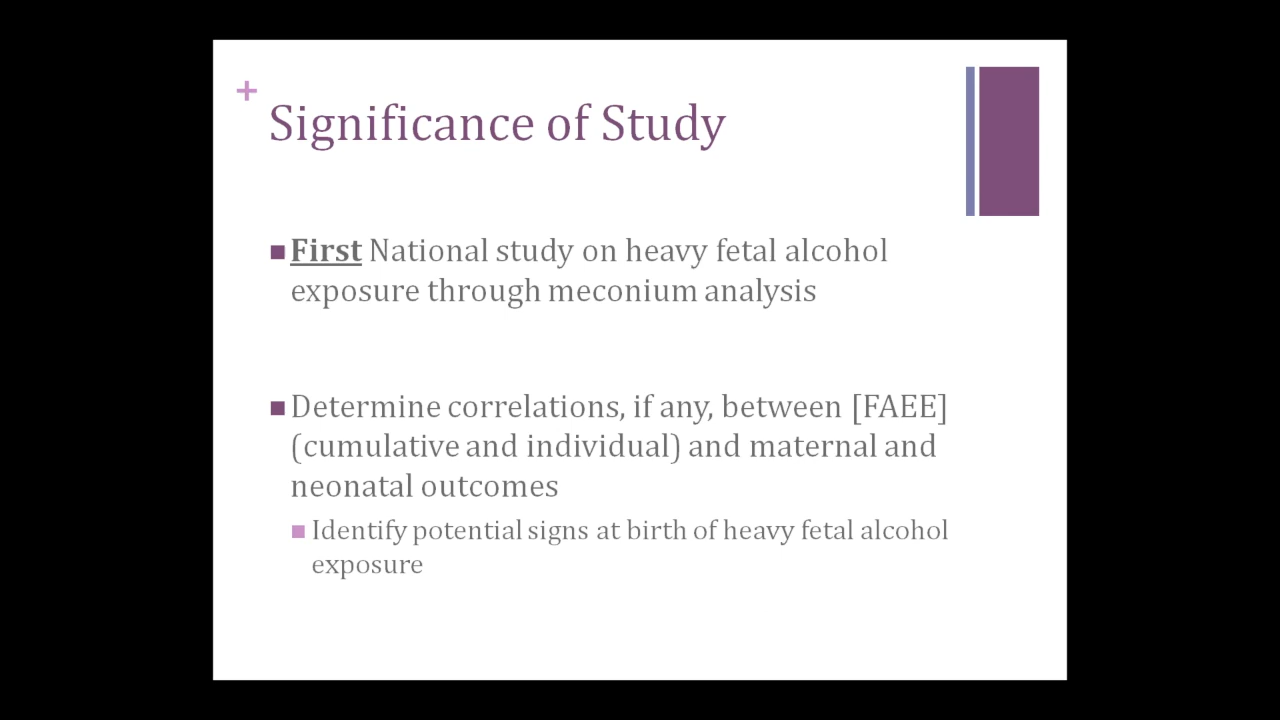 +
Significance of Study
First National study on heavy fetal alcohol
exposure through meconium analysis
Determine correlations, if any, between [FAEE]
(cumulative and individual) and maternal and
neonatal outcomes
Identify potential signs at birth of heavy fetal alcohol
exposure